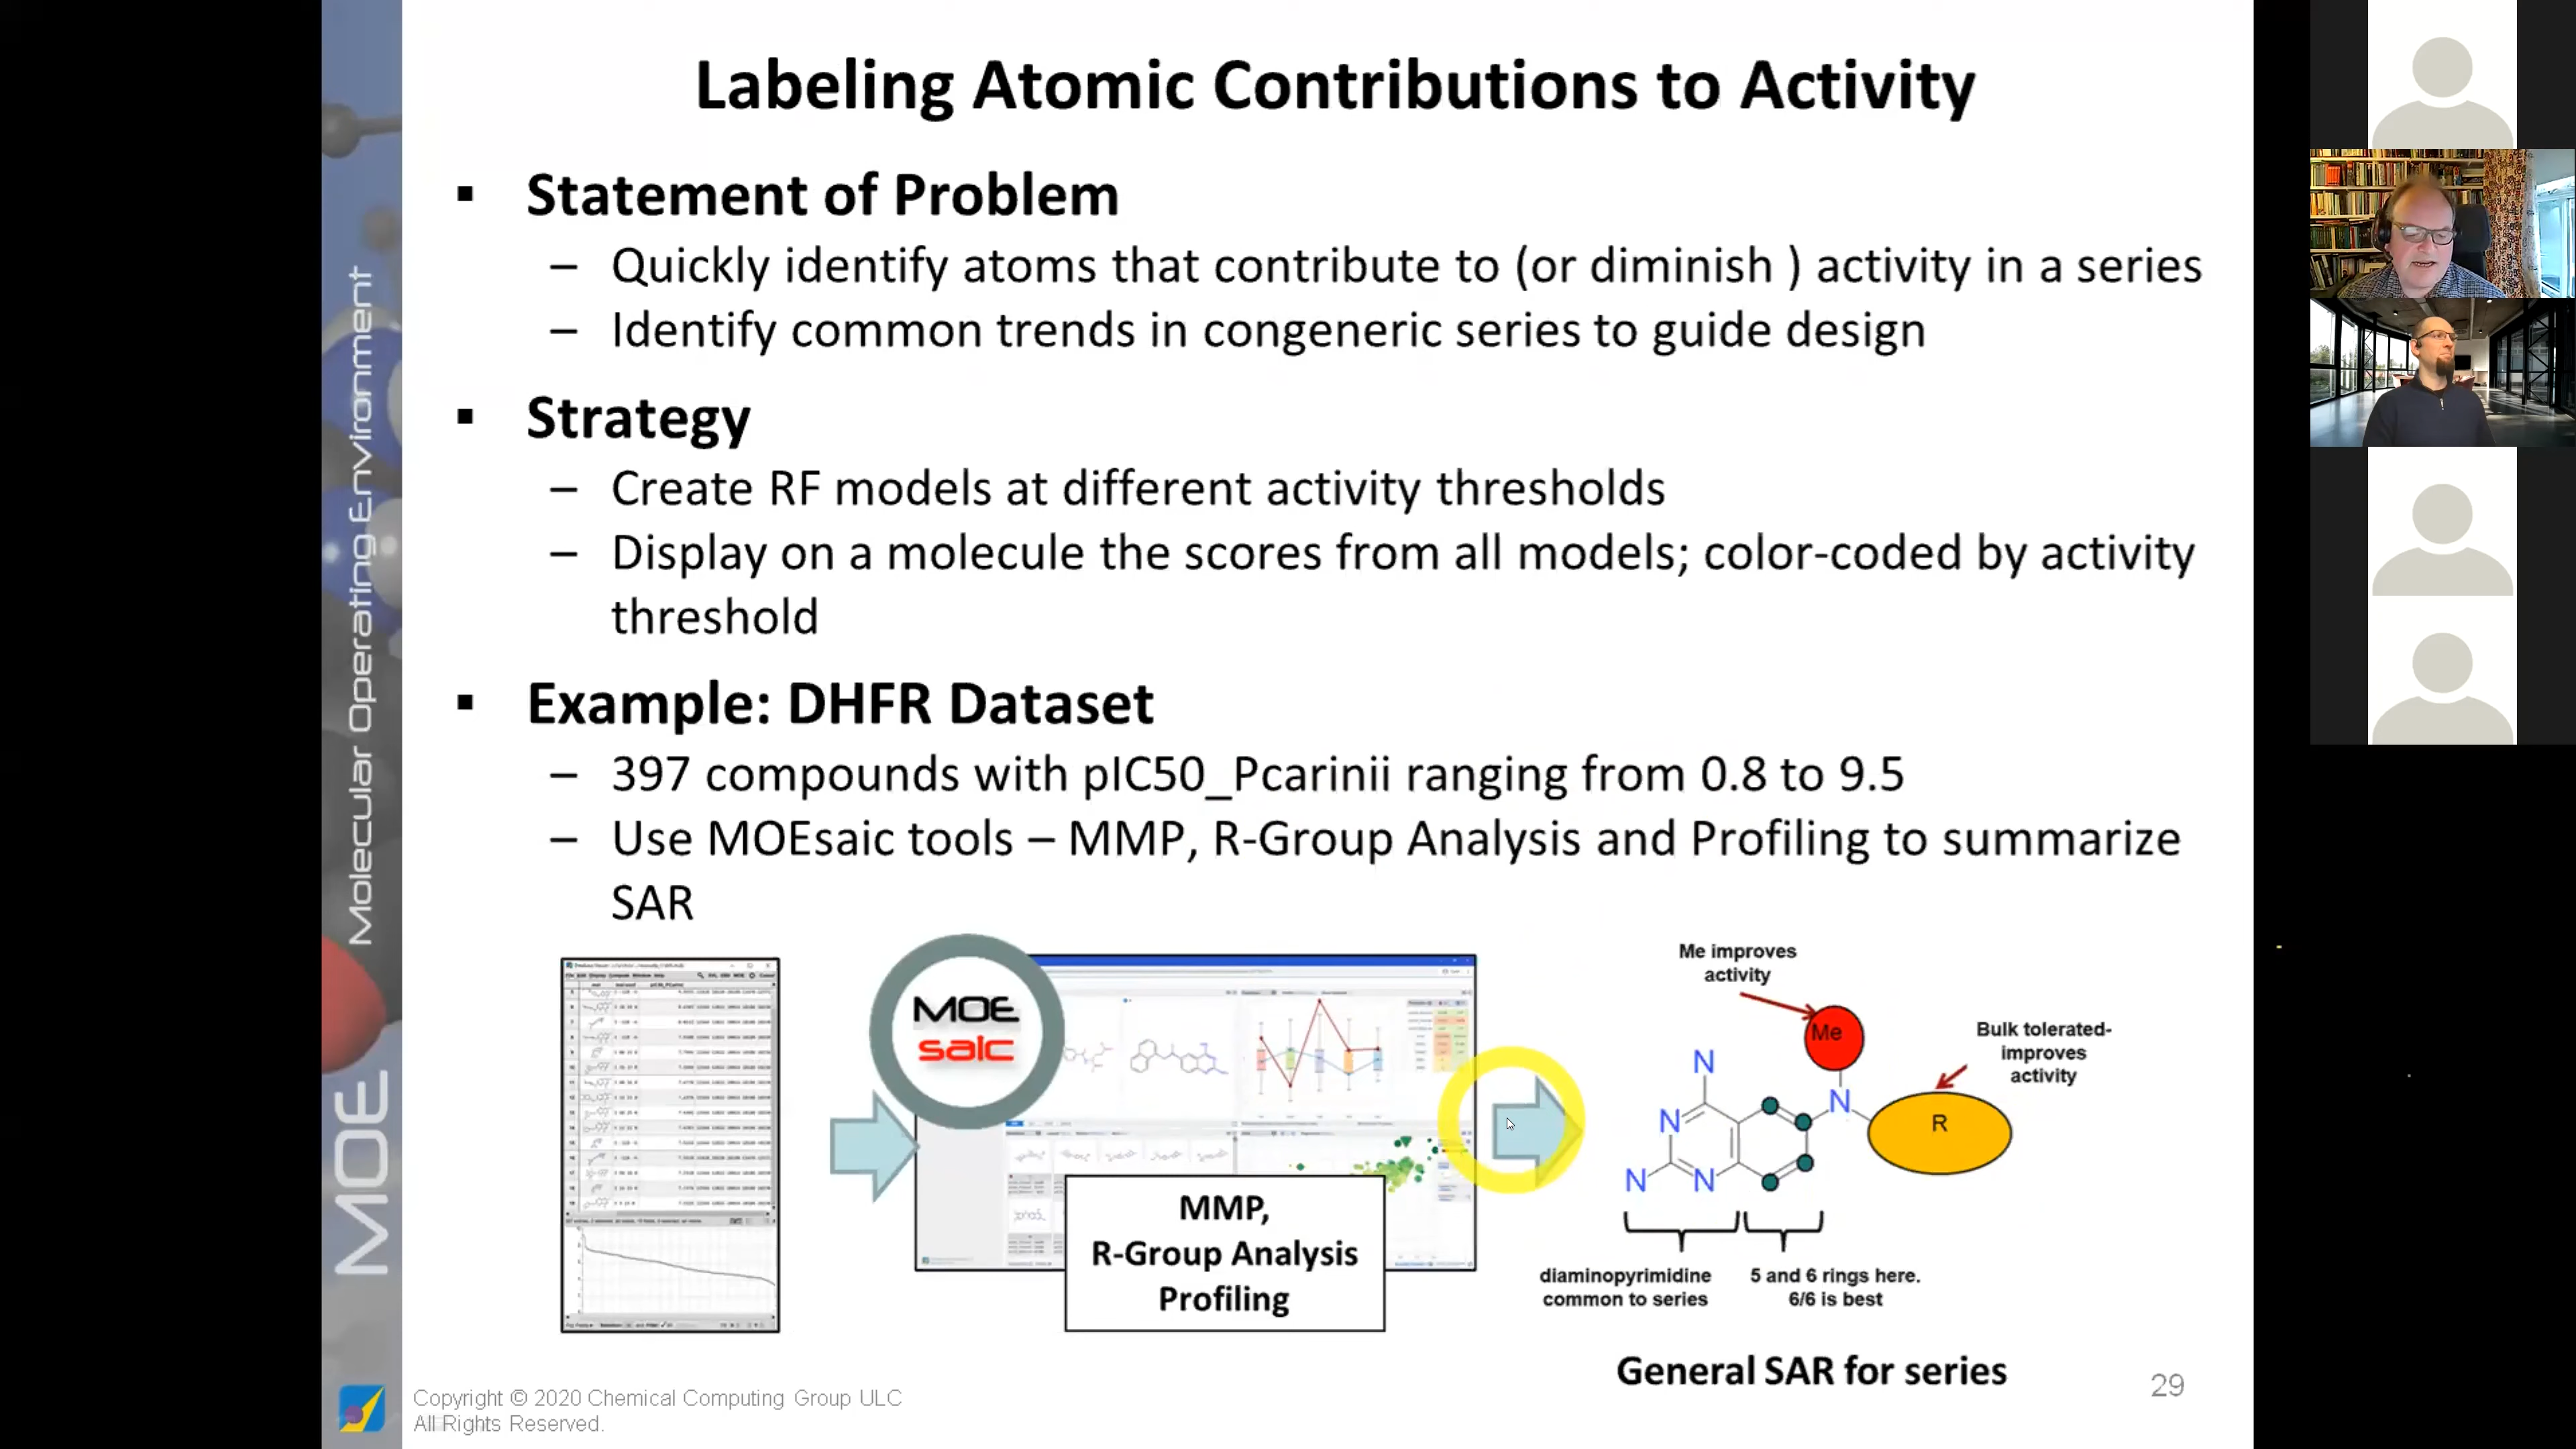 Labeling Atomic Contributions to Activity
▪ Statement of Problem
– Quickly identify atoms that contribute to (or diminish ) activity in a series
– Identify common trends in congeneric series to guide design
▪ Strategy
– Create RF models at different activity thresholds
– Display on a molecule the scores from all models; color-coded by activity
threshold
▪ Example: DHFR Dataset
– 397 compounds with pIC50_Pcarinii ranging from 0.8 to 9.5
– Use MOEsaic tools – MMP, R-Group Analysis and Profiling to summarize
SAR
MOE
saic
MMP,
R-Group Analysis
Profiling
Me improves
activity
Me
Bulk tolerated-
improves
activity
R
N
N
N
N
N
diaminopyrimidine
common to series
5 and 6 rings here.
6/6 is best
General SAR for series
MOE Molecular Operating Environment
Copyright © 2020 Chemical Computing Group ULC
All Rights Reserved.
29